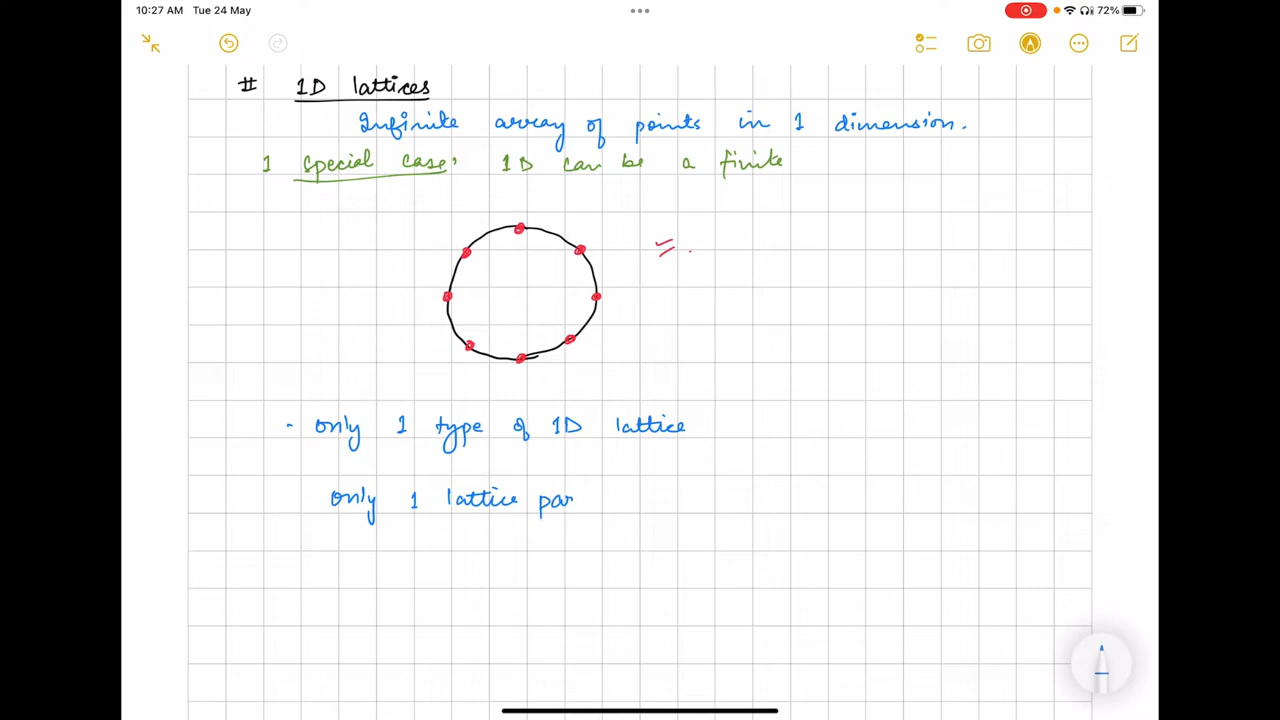 10:27 AM Tue 24 May
72%
# 1D lattices
Infinite array of points in 1 dimension.
1 special case: 1D can be a finite
- only 1 type of 1D lattice
only 1 lattice par